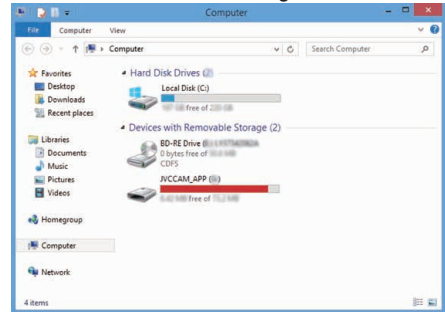 Computer
File Computer View
Computer
Search Computer
Favorites
Desktop
Downloads
Recent places
Libraries
Documents
Music
Pictures
Videos
Homegroup
Computer
Network
Hard Disk Drives
Local Disk (C:)
free of
Devices with Removable Storage (2)
BD-RE Drive
0 bytes free of
CDFS
JVCCAM_APP
free of
4 items